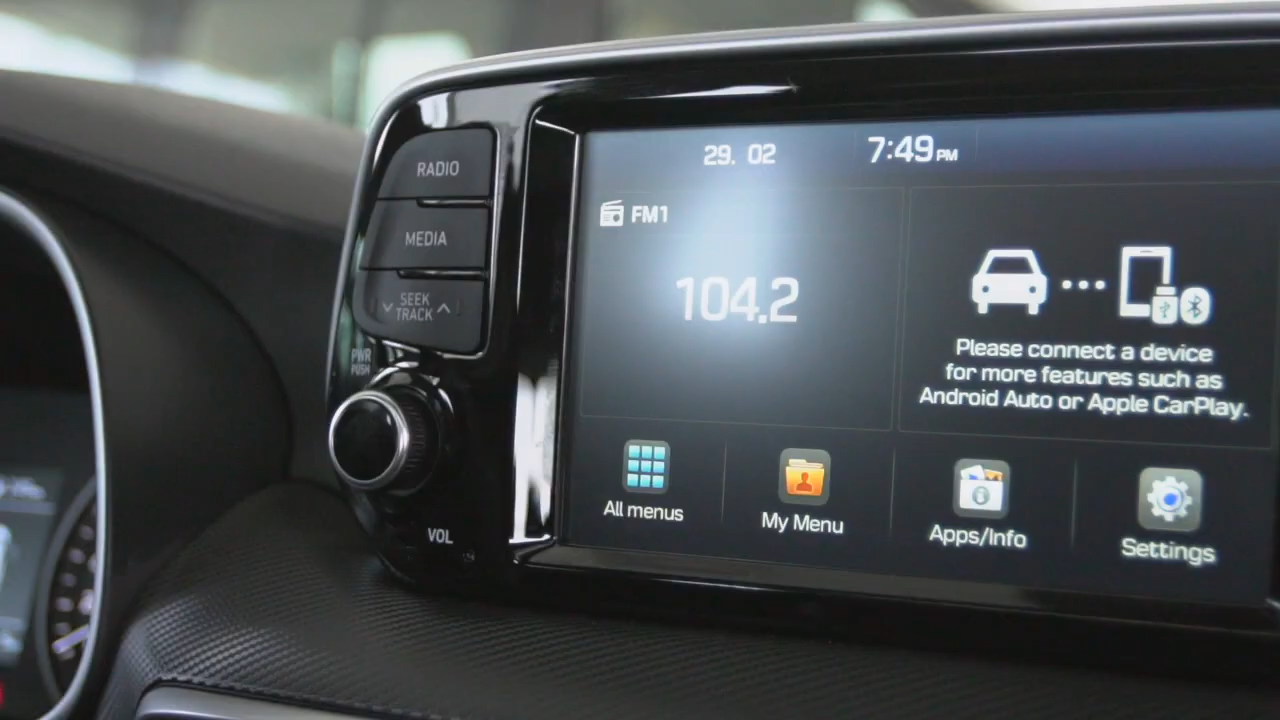 RADIO
MEDIA
SEEK
TRACK
PWR
PUSH
VOL
29. 02
7:49 PM
FM1
104.2
Please connect a device
for more features such as
Android Auto or Apple CarPlay.
All menus
My Menu
Apps/Info
Settings